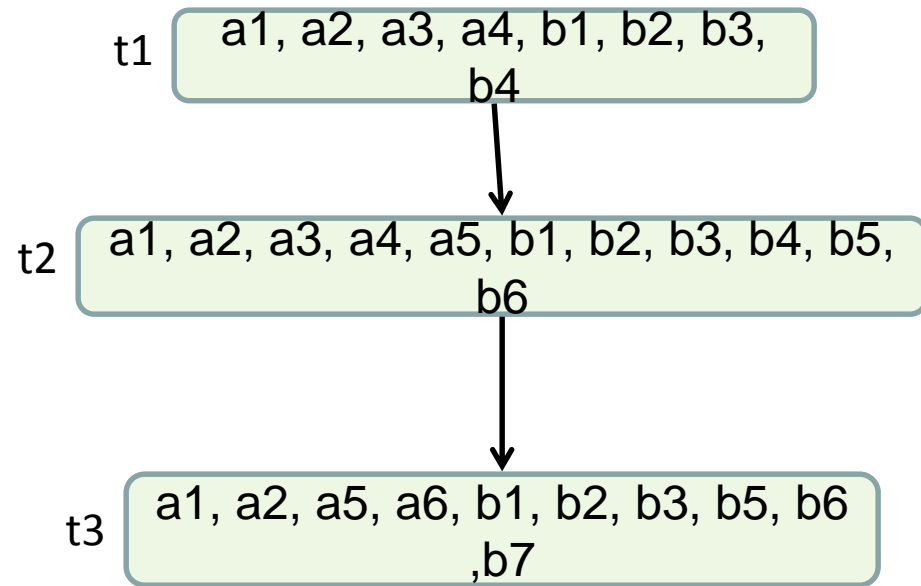 t1
a1, a2, a3, a4, b1, b2, b3,
b4
t2
a1, a2, a3, a4, a5, b1, b2, b3, b4, b5,
b6
t3
a1, a2, a5, a6, b1, b2, b3, b5, b6
,b7